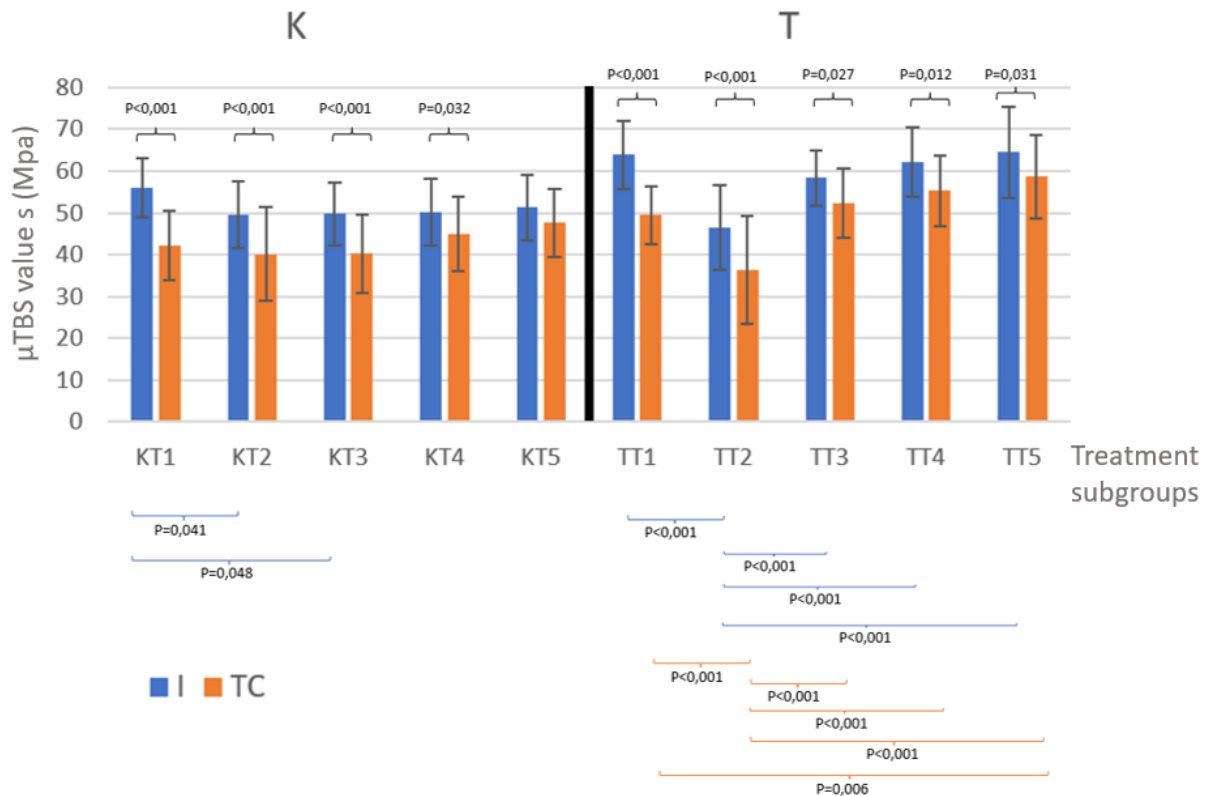 K
T
P<0,001
P<0,001
P<0,001
P=0,032
P<0,001
P<0,001
P=0,027
P=0,012
P=0,031
µTBS value s (Mpa)
80
70
60
50
40
30
20
10
0
KT1 KT2 KT3 KT4 KT5 TT1 TT2 TT3 TT4 TT5
Treatment
subgroups
P=0,041
P=0,048
P<0,001
P<0,001
P<0,001
P<0,001
P<0,001
P<0,001
P<0,001
P<0,001
P=0,006
I TC